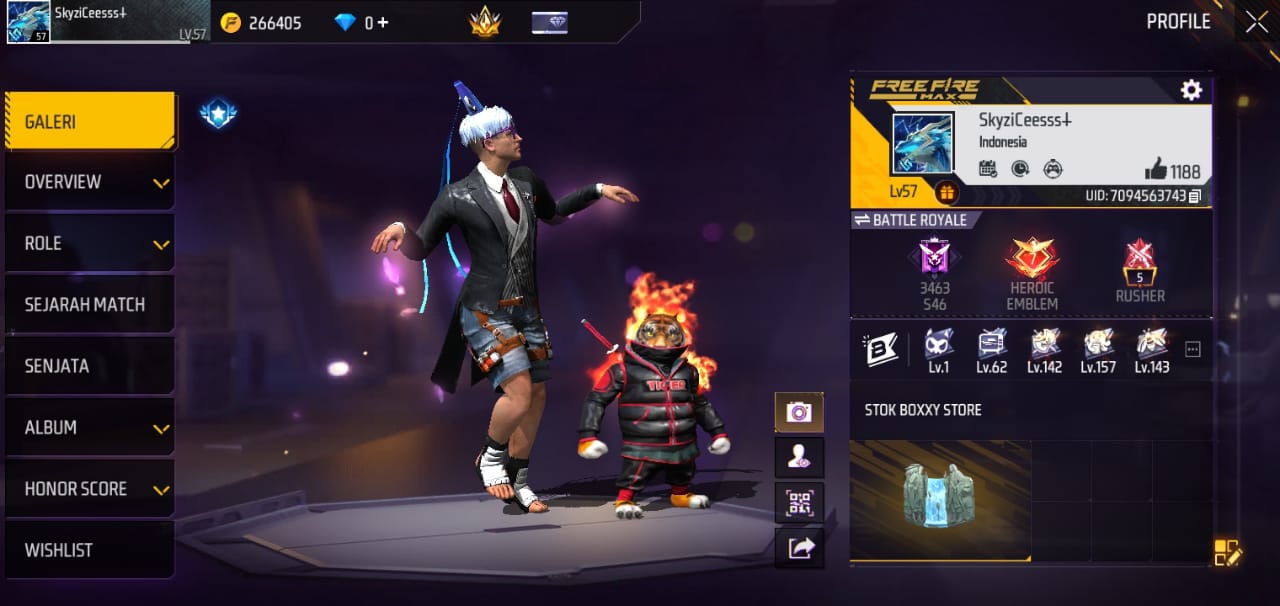 SkyziCeesss⸸
57
LV.57
266405
0+
PROFILE
GALERI
OVERVIEW
ROLE
SEJARAH MATCH
SENJATA
ALBUM
HONOR SCORE
WISHLIST
TIGER
FREE FIRE
MAX
SkyziCeesss⸸
Indonesia
1188
Lv57
UID: 7094563743
BATTLE ROYALE
3463
S46
7
HEROIC
EMBLEM
5
RUSHER
B
Lv.1
Lv.62
Lv.142
Lv.157
Lv.143
STOK BOXXY STORE